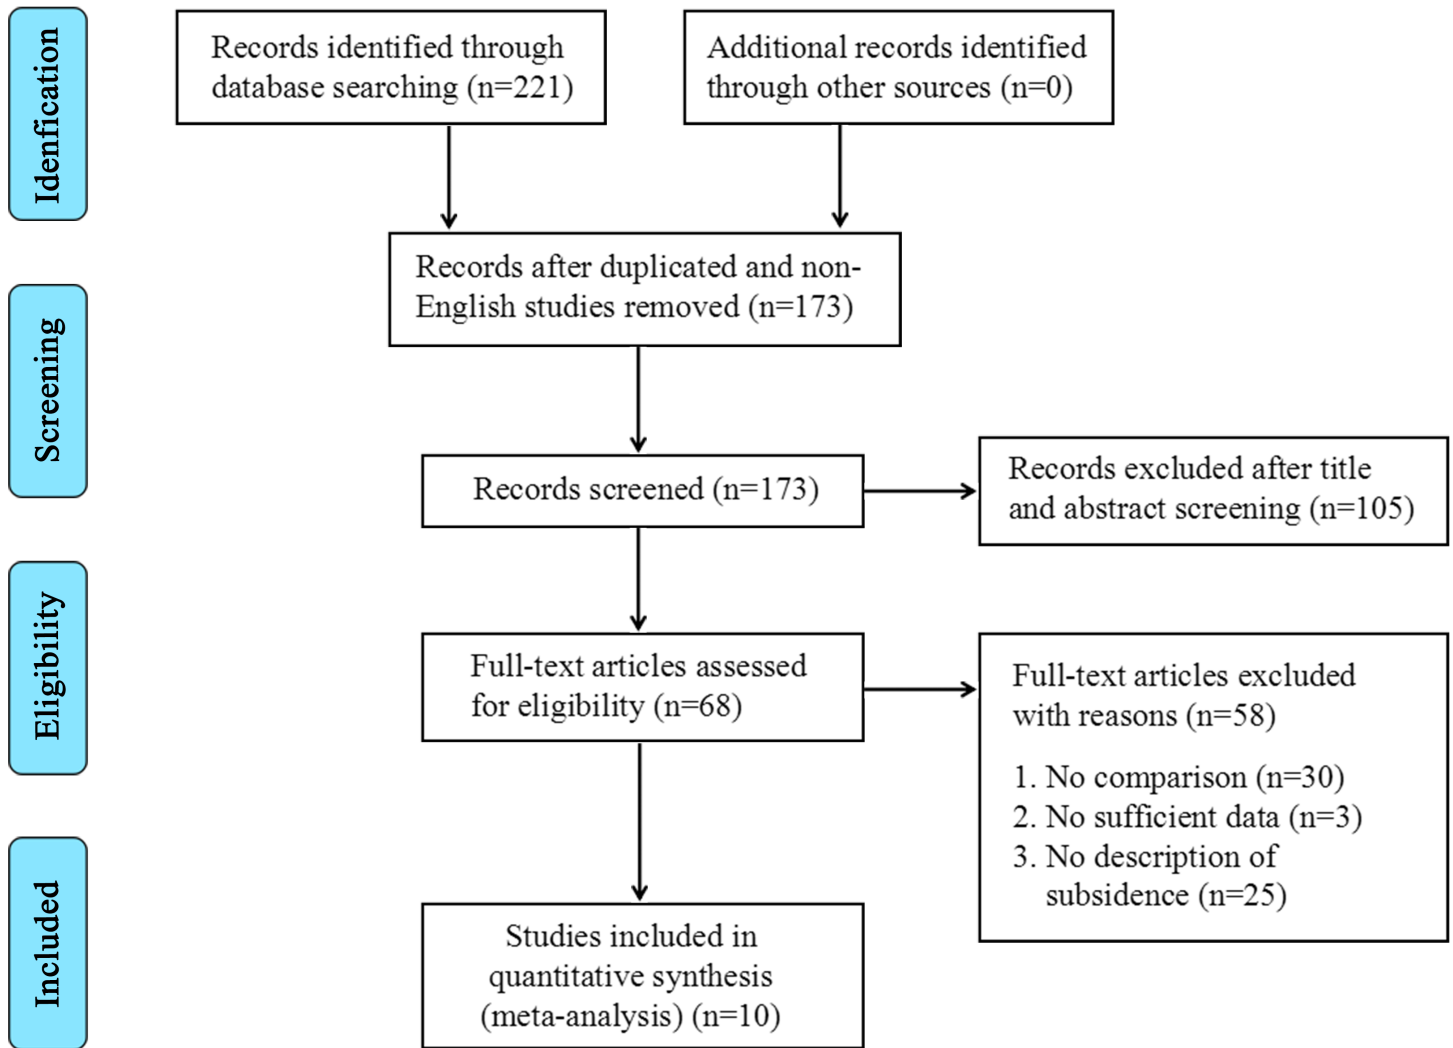 Idenfication
Records identified through
database searching (n=221)
Additional records identified
through other sources (n=0)
Records after duplicated and non-
English studies removed (n=173)
Screening
Records screened (n=173)
Records excluded after title
and abstract screening (n=105)
Eligibility
Full-text articles assessed
for eligibility (n=68)
Full-text articles excluded
with reasons (n=58)
1. No comparison (n=30)
2. No sufficient data (n=3)
3. No description of
subsidence (n=25)
Included
Studies included in
quantitative synthesis
(meta-analysis) (n=10)